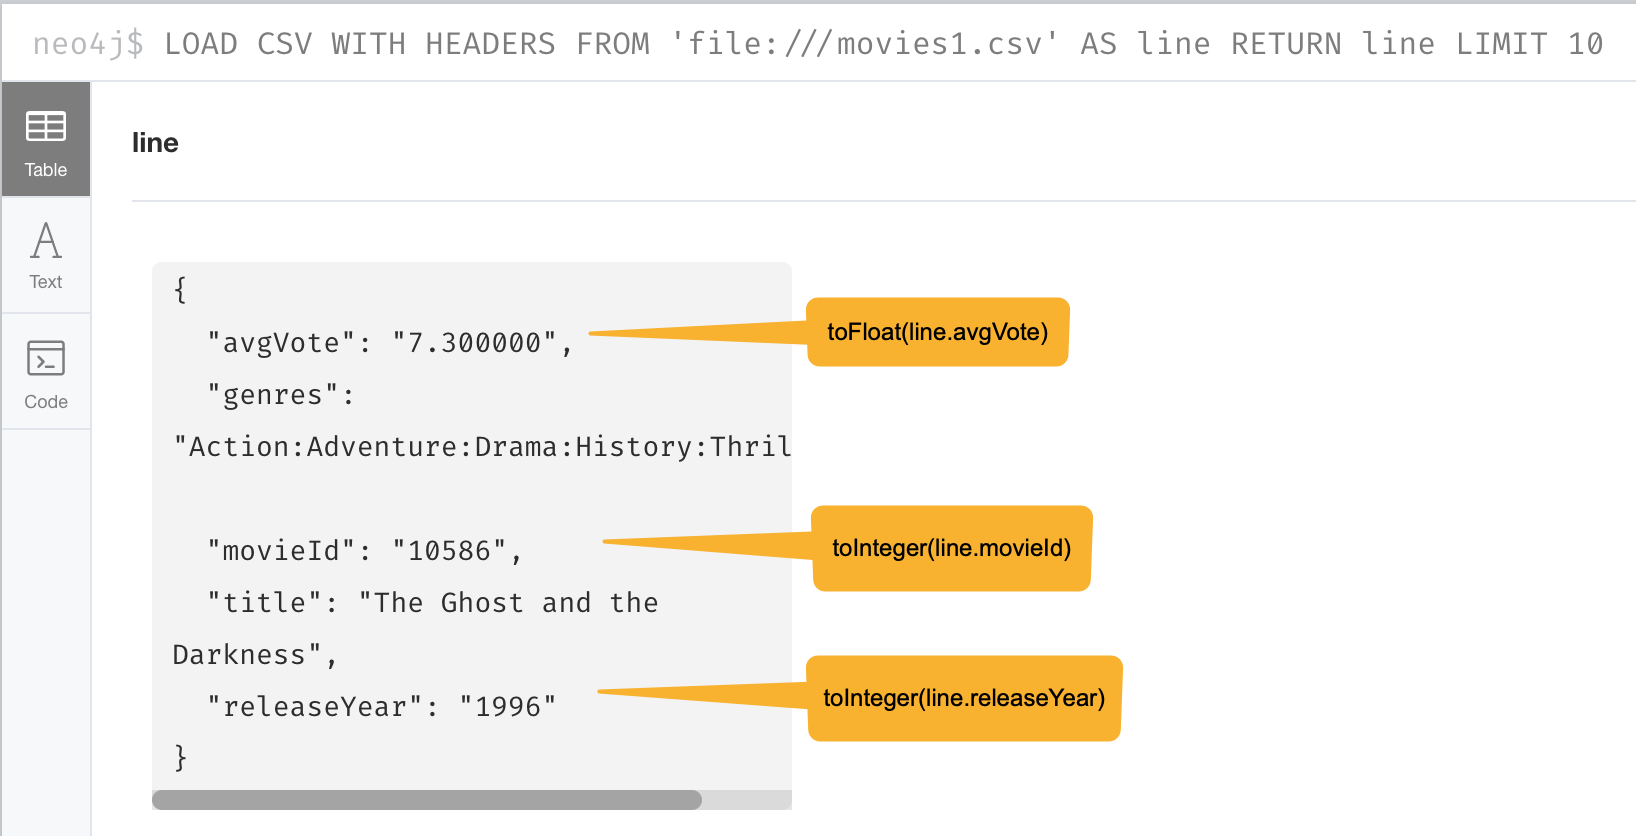 neo4j$ LOAD CSV WITH HEADERS FROM 'file:///movies1.csv' AS line RETURN line LIMIT 10
Table
Text
Code
line
{
"avgVote": "7.300000",
toFloat(line.avgVote)
"genres":
"Action:Adventure:Drama:History:Thril
"movieId": "10586",
toInteger(line.movieId)
"title": "The Ghost and the
Darkness",
"releaseYear": "1996"
toInteger(line.releaseYear)
}